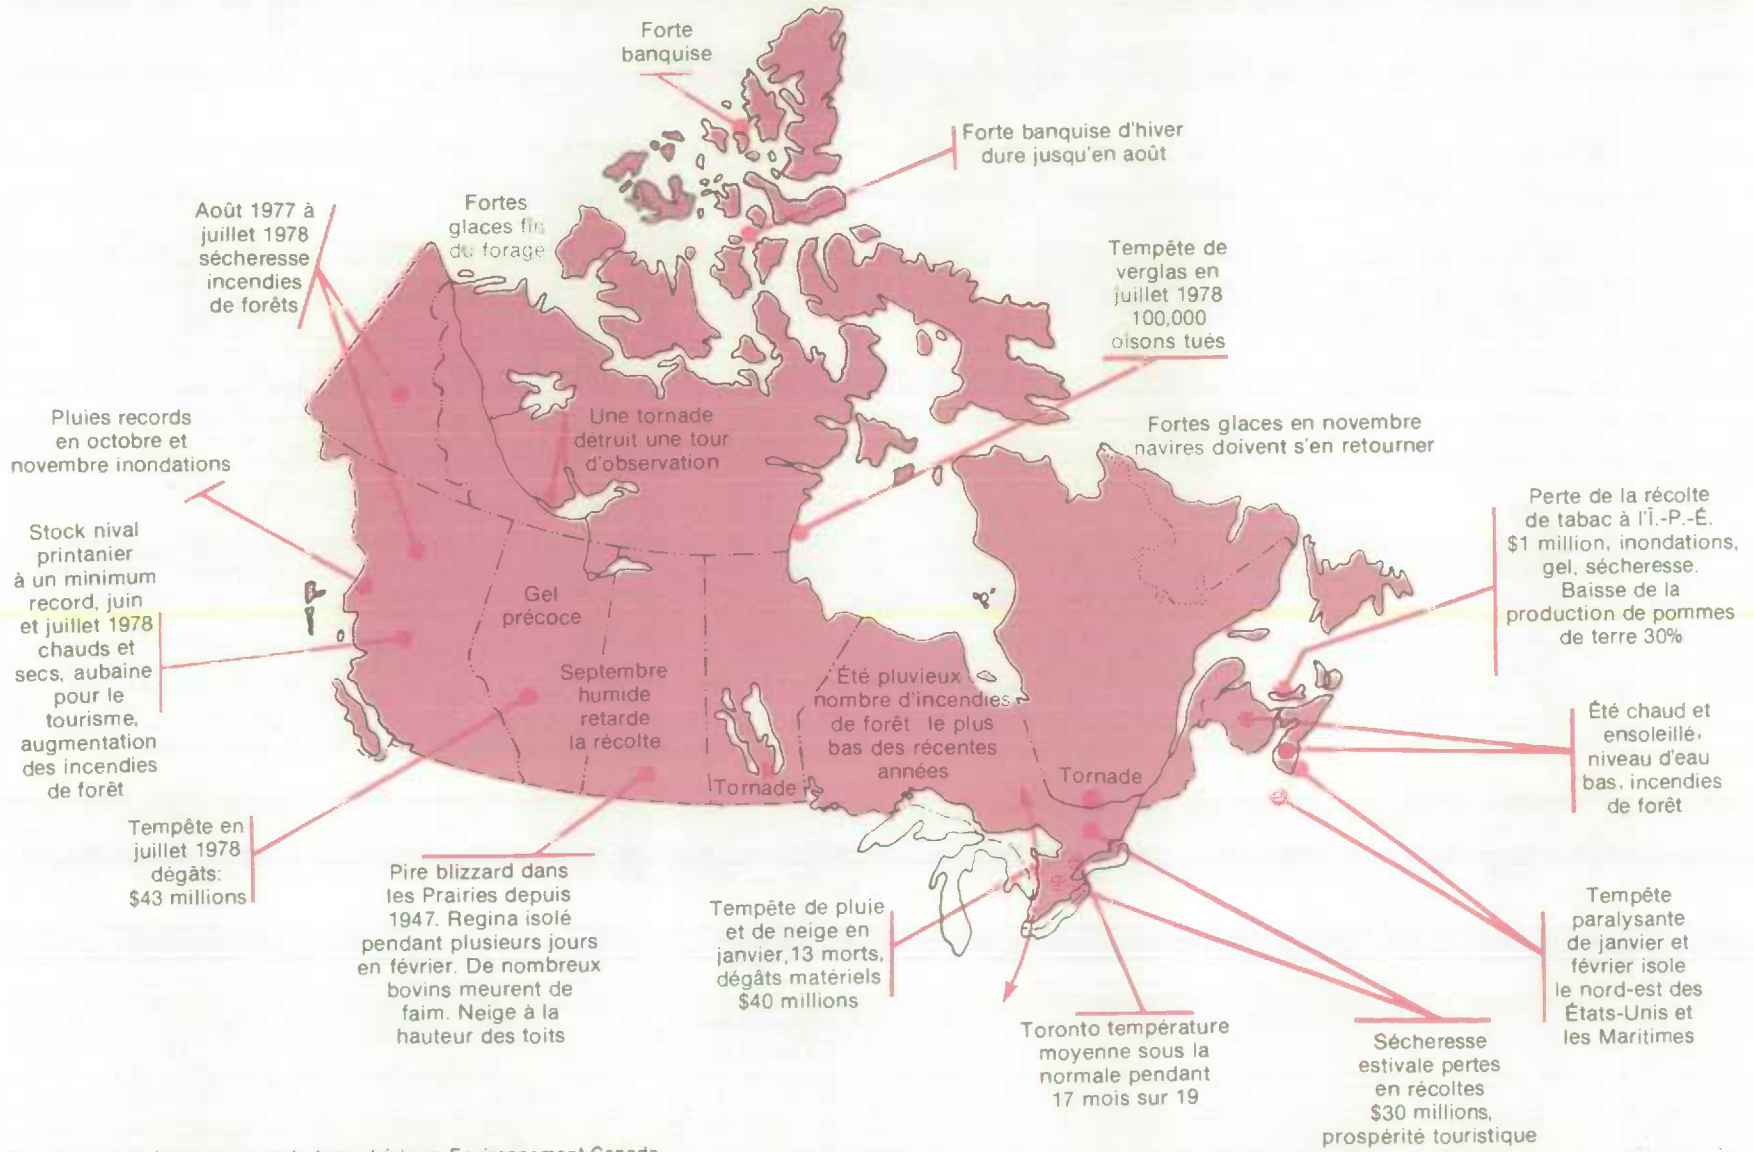 Forte
banquise
Forte banquise d'hiver
dure jusqu'en août
Août 1977 à
juillet 1978
sécheresse
incendies
de forêts
Fortes
glaces fin
du forage
Tempête de
verglas en
juillet 1978
100,000
oisons tués
Pluies records
en octobre et
novembre inondations
Une tornade
détruit une tour
d'observation
Fortes glaces en novembre
navires doivent s'en retourner
Stock nival
printanier
à un minimum
record, juin
et juillet 1978
chauds et
secs, aubaine
pour le
tourisme,
augmentation
des incendies
de forêt
Gel
précoce
Septembre
humide
retarde
la récolte
Été pluvieux
nombre d'incendies
de forêt le plus
bas des récentes
années
Perte de la récolte
de tabac à l'Î.-P.-É.
$1 million, inondations,
gel, sécheresse.
Baisse de la
production de pommes
de terre 30%
Été chaud et
ensoleillé,
niveau d'eau
bas, incendies
de forêt
Tornade
Tornade
Tempête en
juillet 1978
dégâts:
$43 millions
Pire blizzard dans
les Prairies depuis
1947. Regina isolé
pendant plusieurs jours
en février. De nombreux
bovins meurent de
faim. Neige à la
hauteur des toits
Tempête de pluie
et de neige en
janvier, 13 morts,
dégâts matériels
$40 millions
Toronto température
moyenne sous la
normale pendant
17 mois sur 19
Sécheresse
estivale pertes
en récoltes
$30 millions,
prospérité touristique
Tempête
paralysante
de janvier et
février isole
le nord-est des
États-Unis et
les Maritimes
Environnement Canada